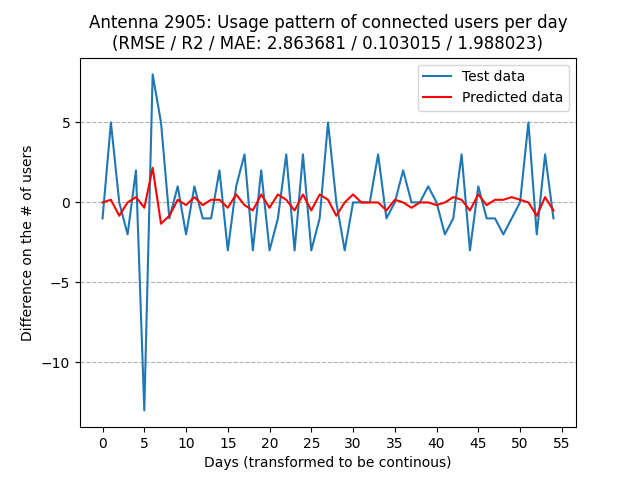 Antenna 2905: Usage pattern of connected users per day
(RMSE / R2 / MAE: 2.863681 / 0.103015 / 1.988023)
Test data
Predicted data
Difference on the # of users
5
0
−5
−10
0 5 10 15 20 25 30 35 40 45 50 55
Days (transformed to be continous)